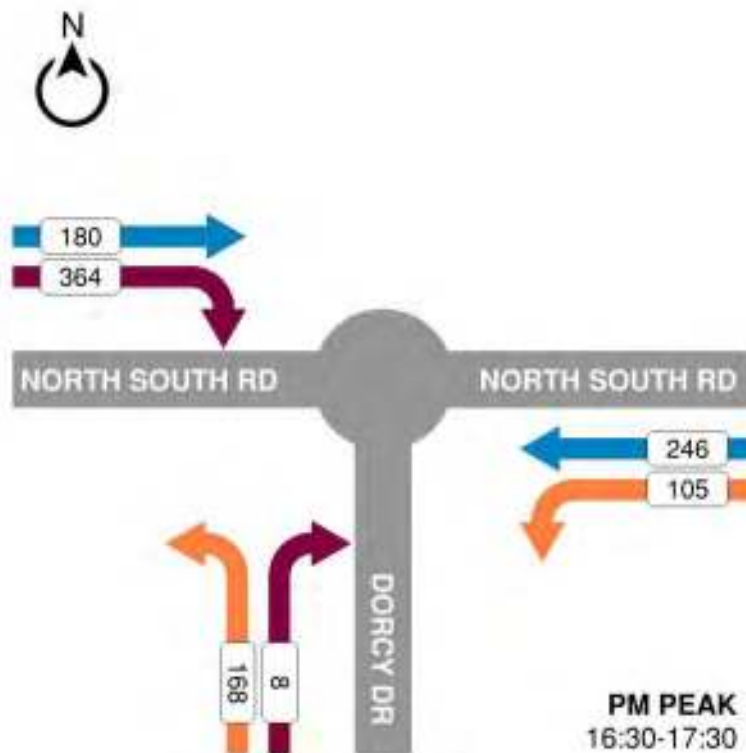 N
180
364
NORTH SOUTH RD
NORTH SOUTH RD
246
105
168
8
DORCY DR
PM PEAK
16:30-17:30